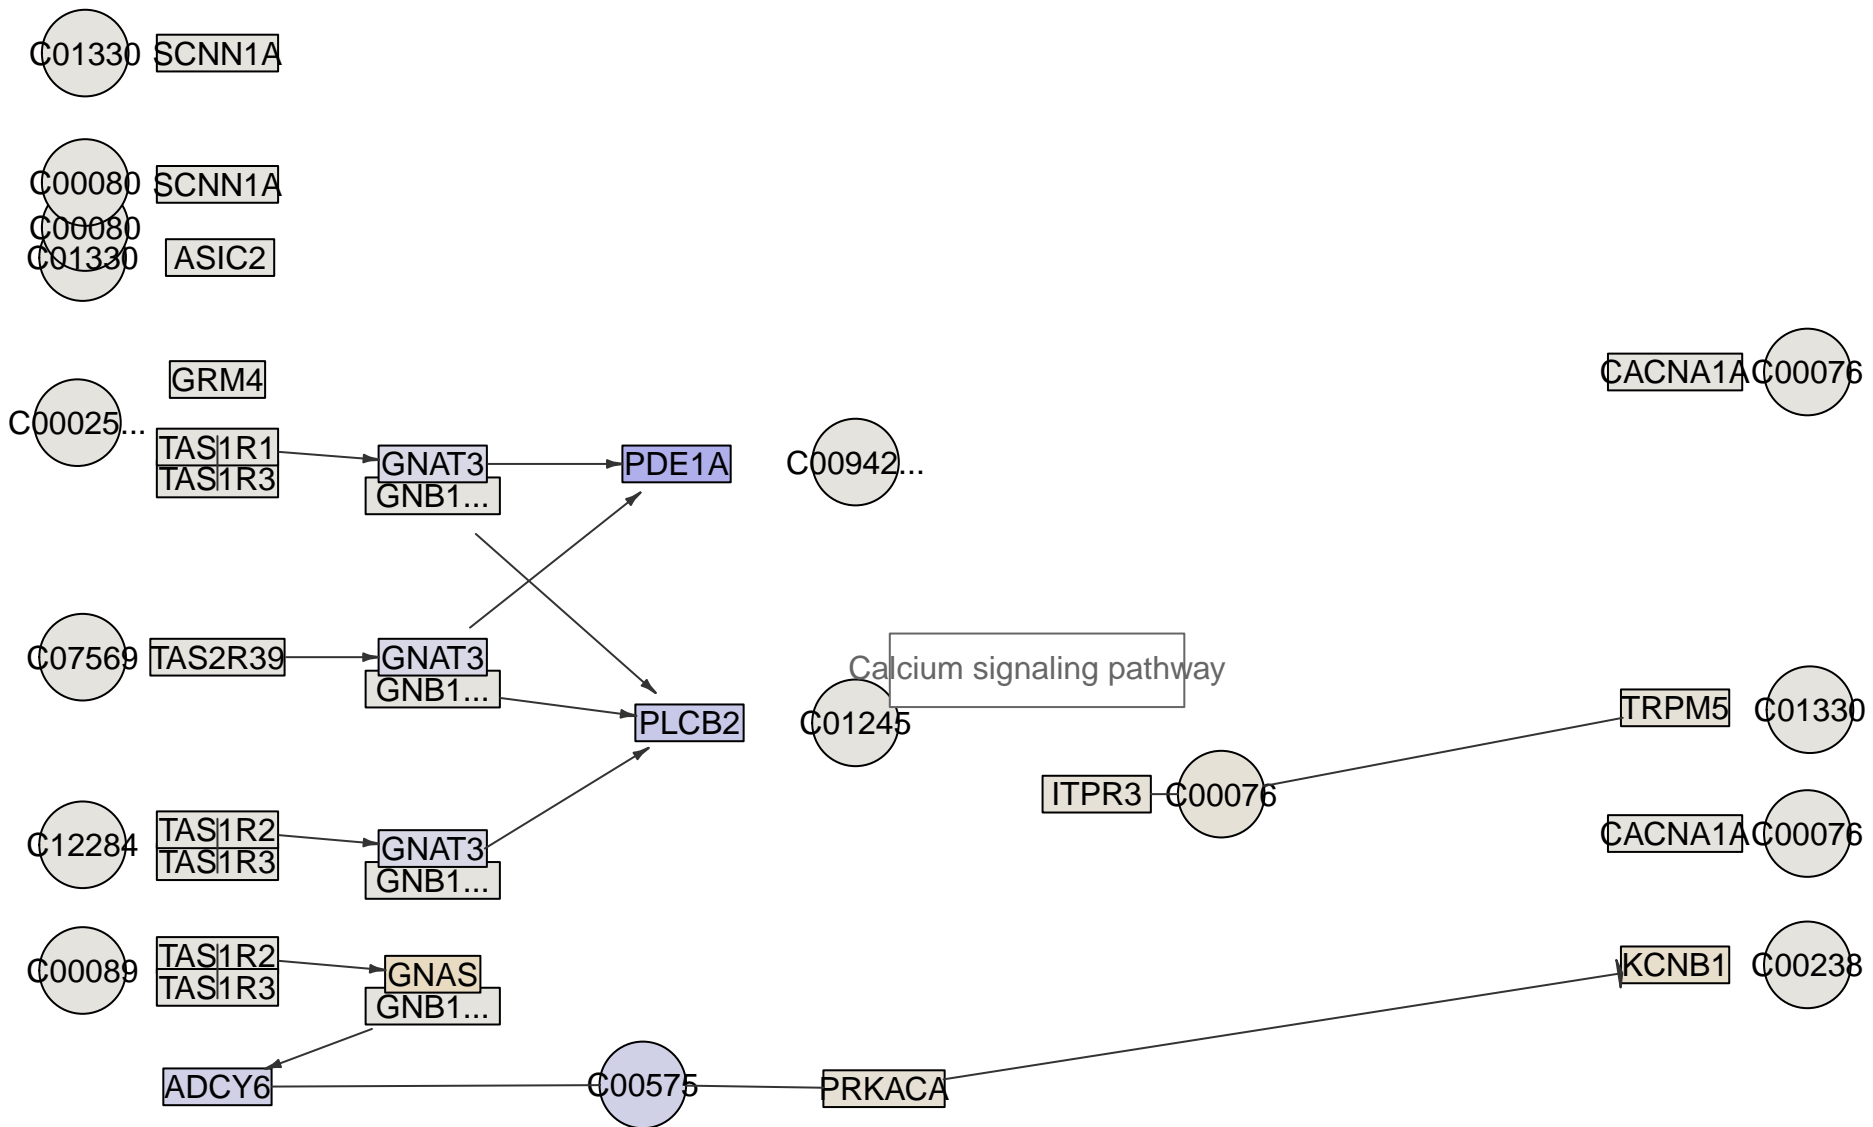 C01330 SCNN1A
C00080 SCNN1A
C00080
C01330 ASIC2
GRM4
CACNA1A C00076
C00025...
TAS1R1
GNAT3 PDE1A C00942...
TAS1R3
GNB1...
C07569 TAS2R39 GNAT3
Calcium signaling pathway
GNB1...
PLCB2 C01245
TRPM5 C01330
ITPR3 C00076
TAS1R2
C12284 GNAT3
CACNA1A C00076
TAS1R3
GNB1...
TAS1R2
C00089 GNAS
KCNB1 C00238
TAS1R3
GNB1...
ADCY6 C00575 PRKACA